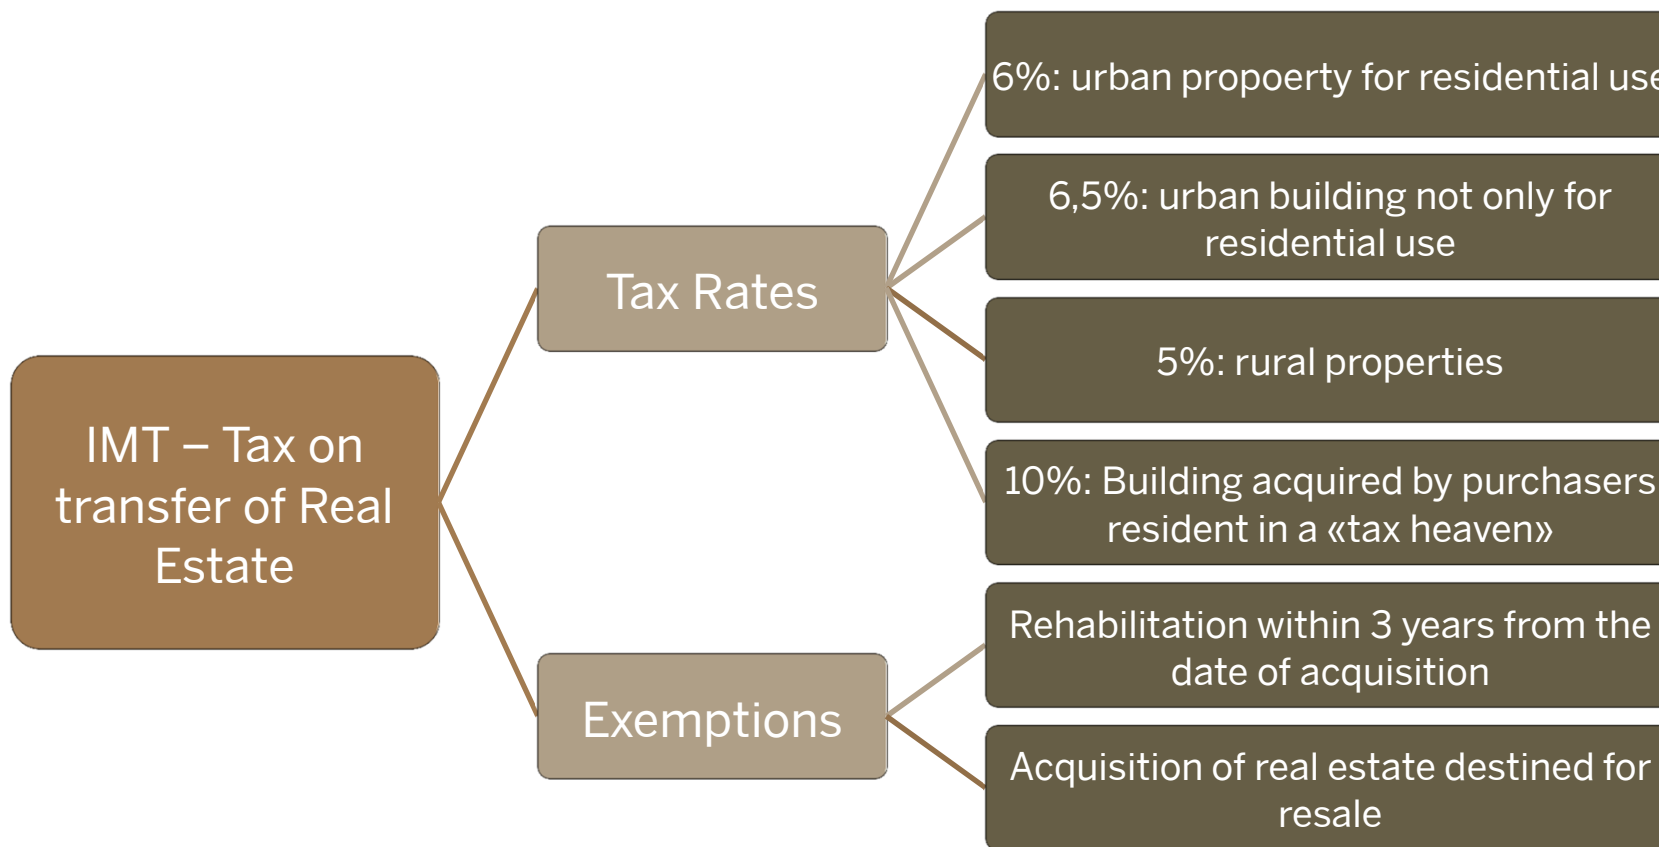 IMT – Tax on
transfer of Real
Estate
Tax Rates
6%: urban propoerty for residential use
6,5%: urban building not only for
residential use
5%: rural properties
10%: Building acquired by purchasers
resident in a «tax heaven»
Exemptions
Rehabilitation within 3 years from the
date of acquisition
Acquisition of real estate destined for
resale